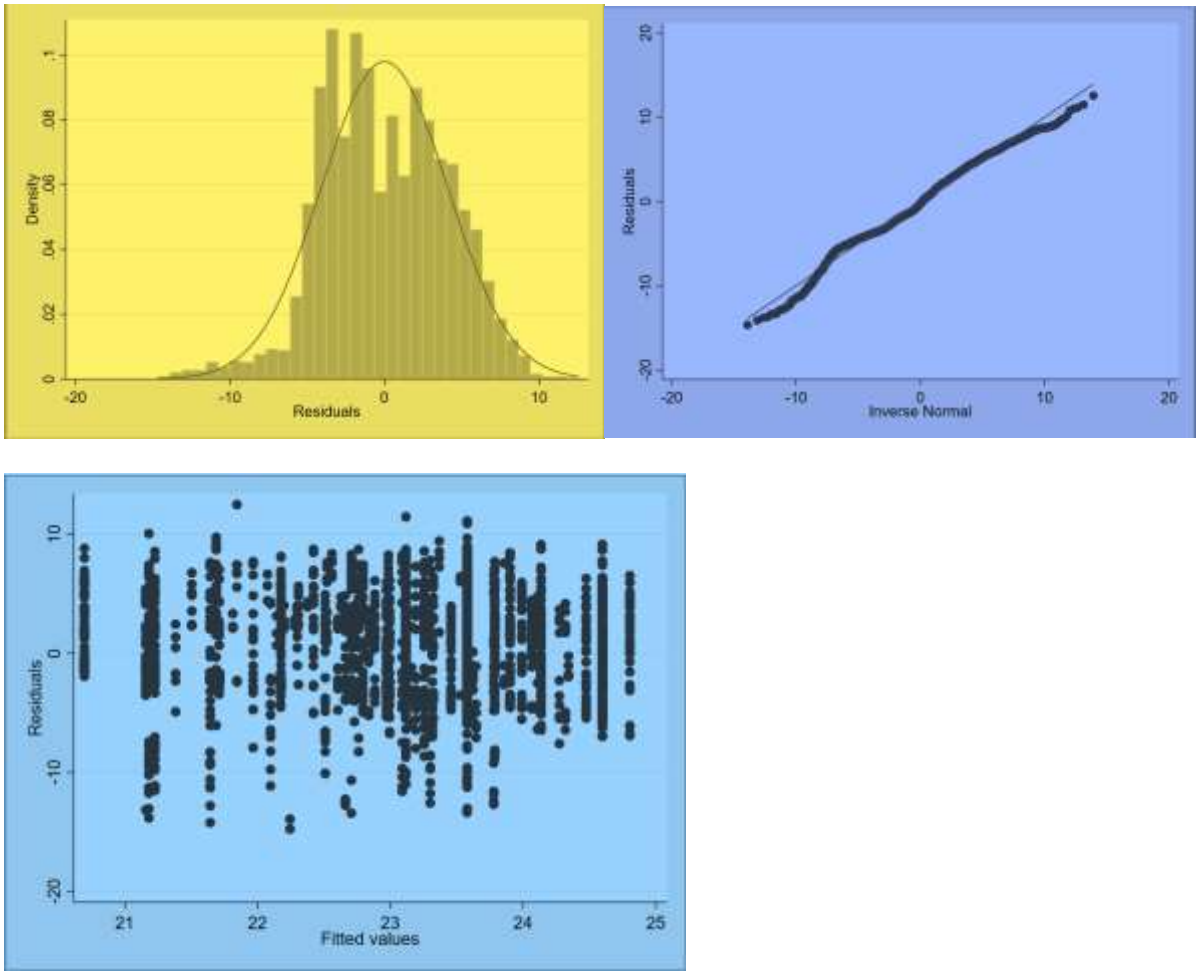 .1
.08
.06
.04
.02
0
Density
-20 -10 0 10
Residuals
20
10
0
-10
-20
Residuals
-20 -10 0 10 20
Inverse Normal
10
0
-10
-20
Residuals
21 22 23 24 25
Fitted values